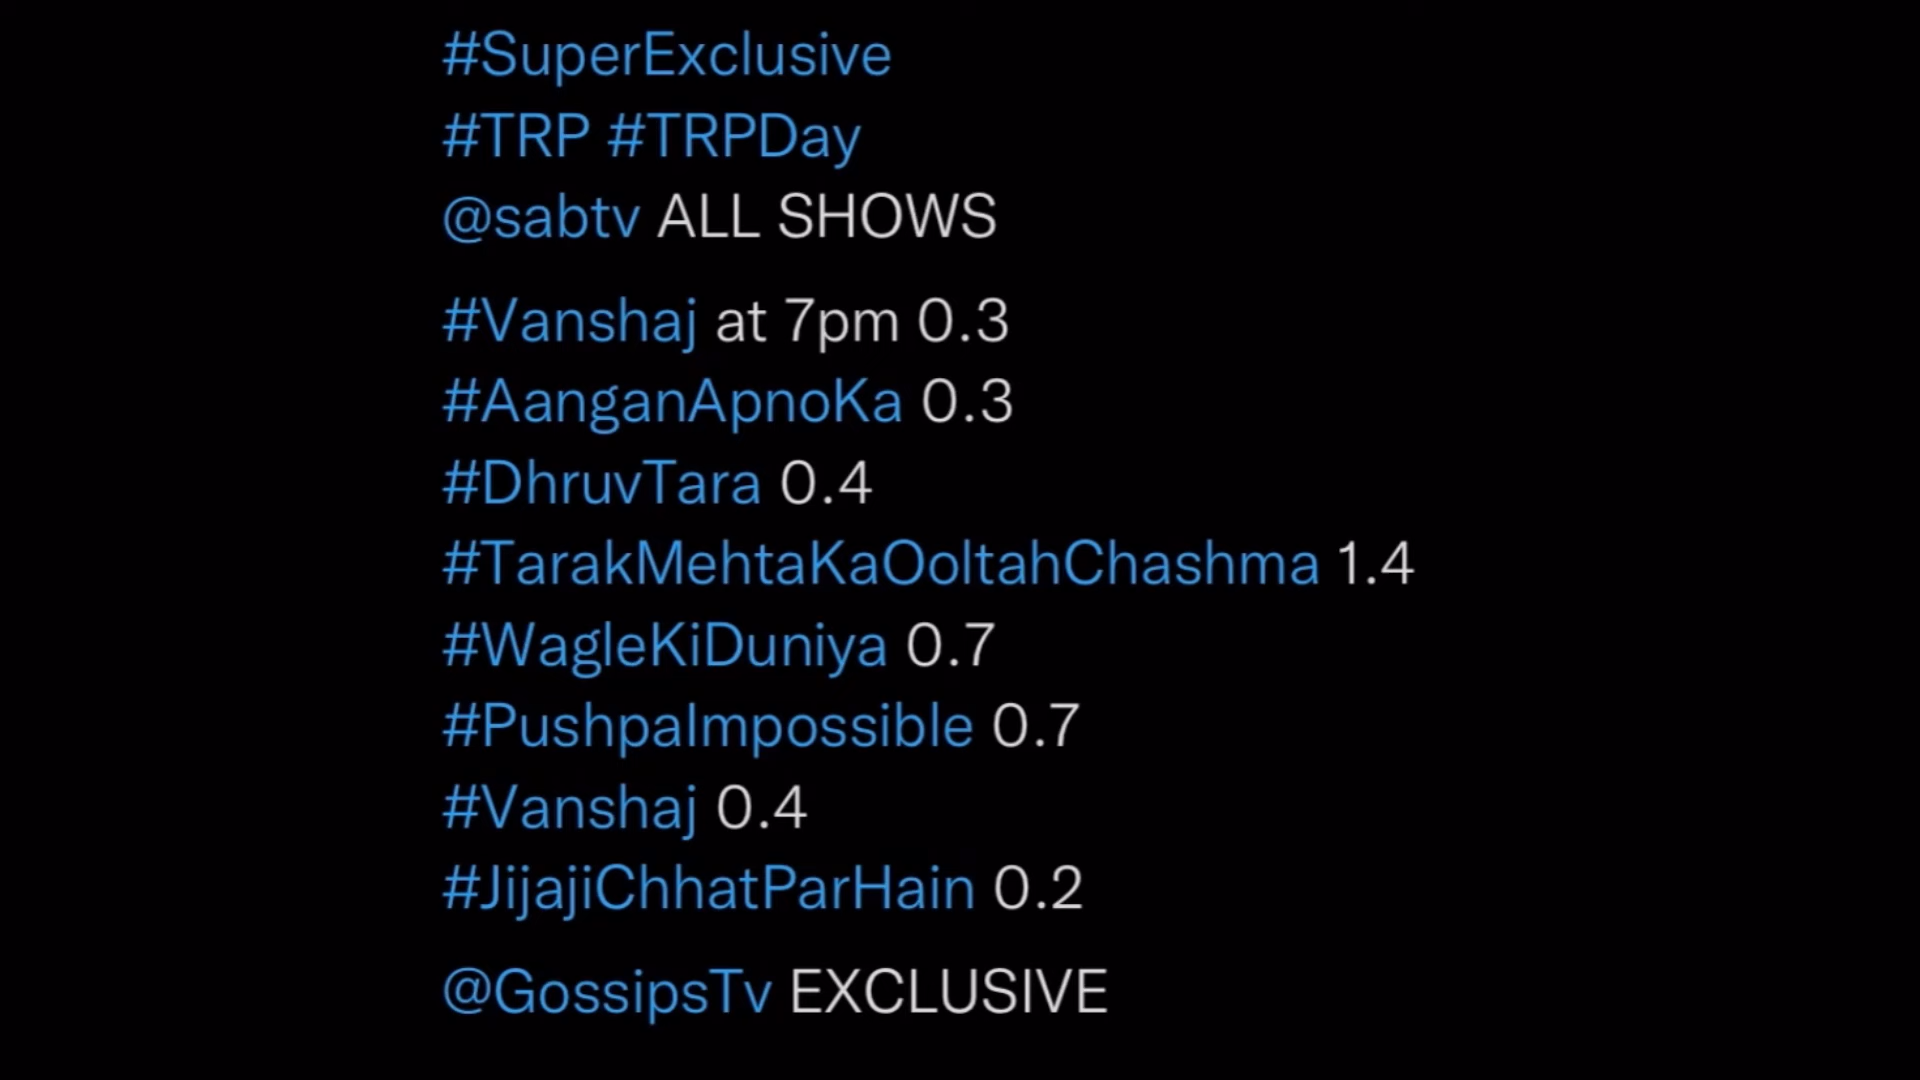 #SuperExclusive
#TRP #TRPDay
@sabtv ALL SHOWS
#Vanshaj at 7pm 0.3
#AanganApnoKa 0.3
#DhruvTara 0.4
#TarakMehtaKaOoltahChashma 1.4
#WagleKiDuniya 0.7
#PushpaImpossible 0.7
#Vanshaj 0.4
#JijajiChhatParHain 0.2
@GossipsTv EXCLUSIVE